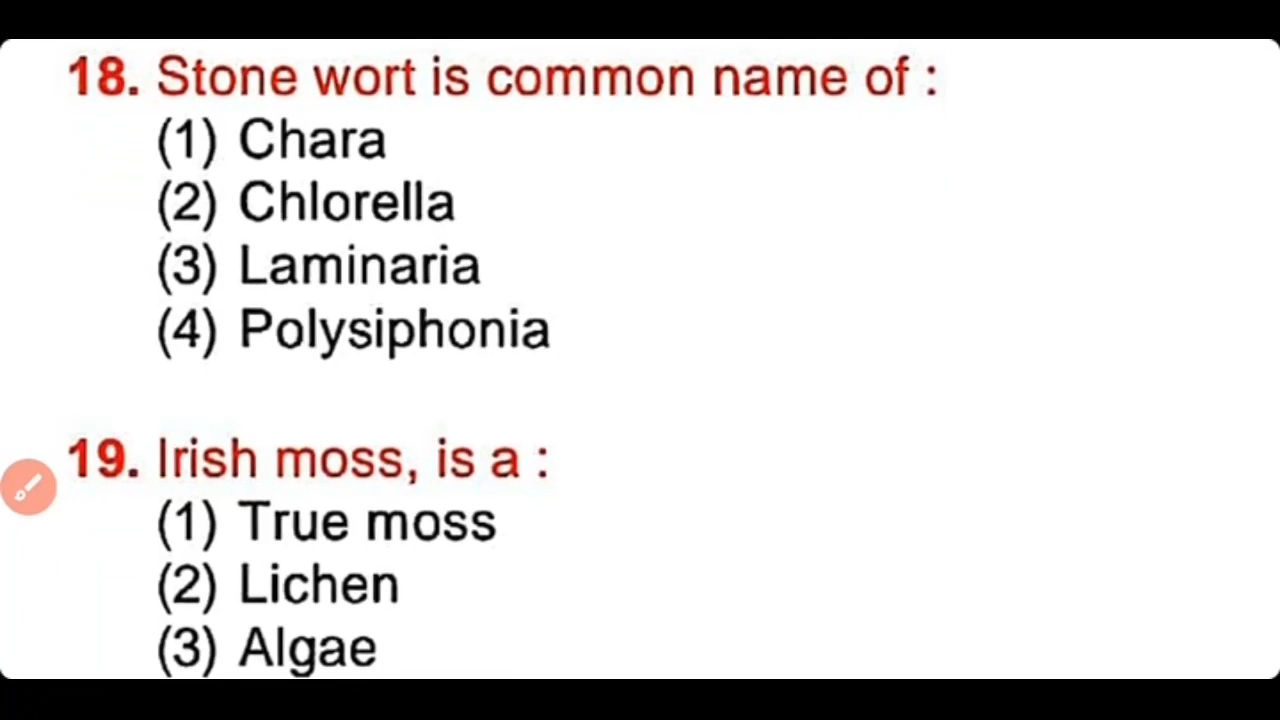 18. Stone wort is common name of :
(1) Chara
(2) Chlorella
(3) Laminaria
(4) Polysiphonia
19. Irish moss, is a :
(1) True moss
(2) Lichen
(3) Algae